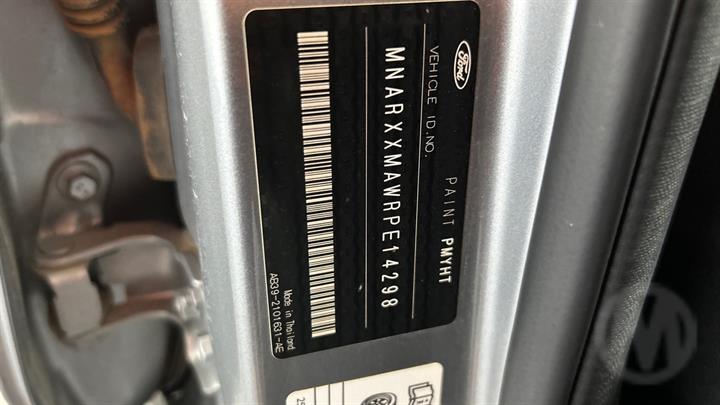 Ford
PAINT PMYHT
VEHICLE ID.NO.
MNARXXMAWRPE14298
Made in Thailand
AB39-2101631-AE
M